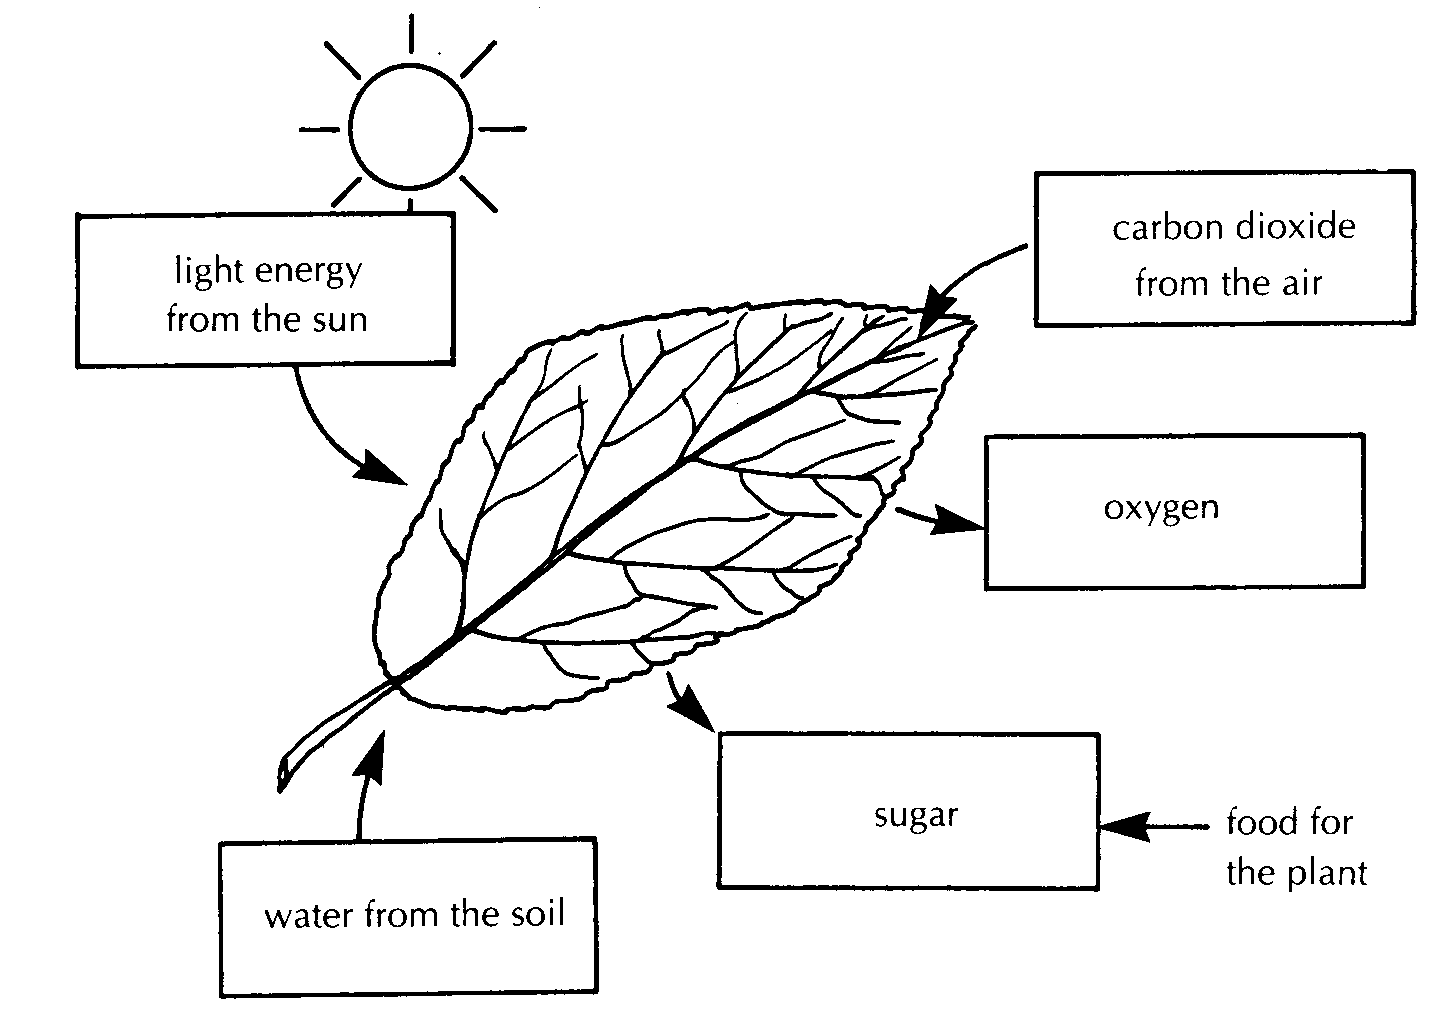 light energy
from the sun
carbon dioxide
from the air
oxygen
sugar
food for
the plant
water from the soil